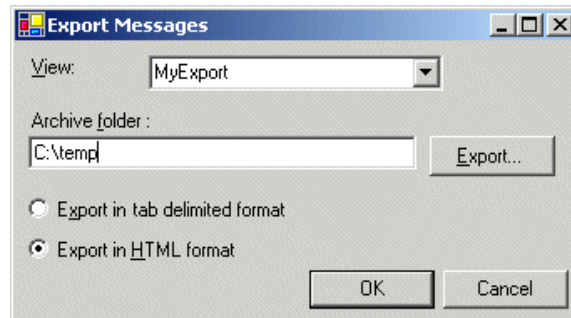 Export Messages
View:
MyExport
Archive folder :
C:\temp
Export...
Export in tab delimited format
Export in HTML format
OK
Cancel